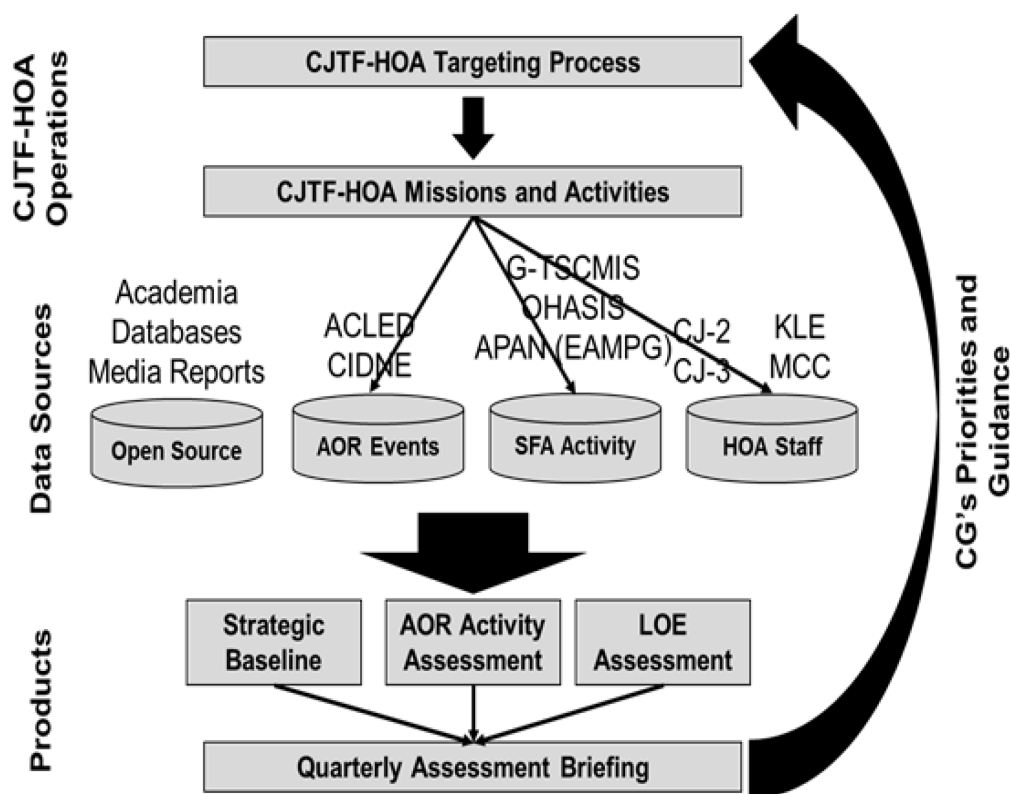 CJTF-HOA
Operations
CJTF-HOA Targeting Process
CJTF-HOA Missions and Activities
Data Sources
Academia
Databases
Media Reports
ACLED
CIDNE
G-TSCMIS
OHASIS
APAN (EAMPG)
CJ-2
CJ-3
KLE
MCC
Open Source
AOR Events
SFA Activity
HOA Staff
CG's Priorities and
Guidance
Products
Strategic
Baseline
AOR Activity
Assessment
LOE
Assessment
Quarterly Assessment Briefing